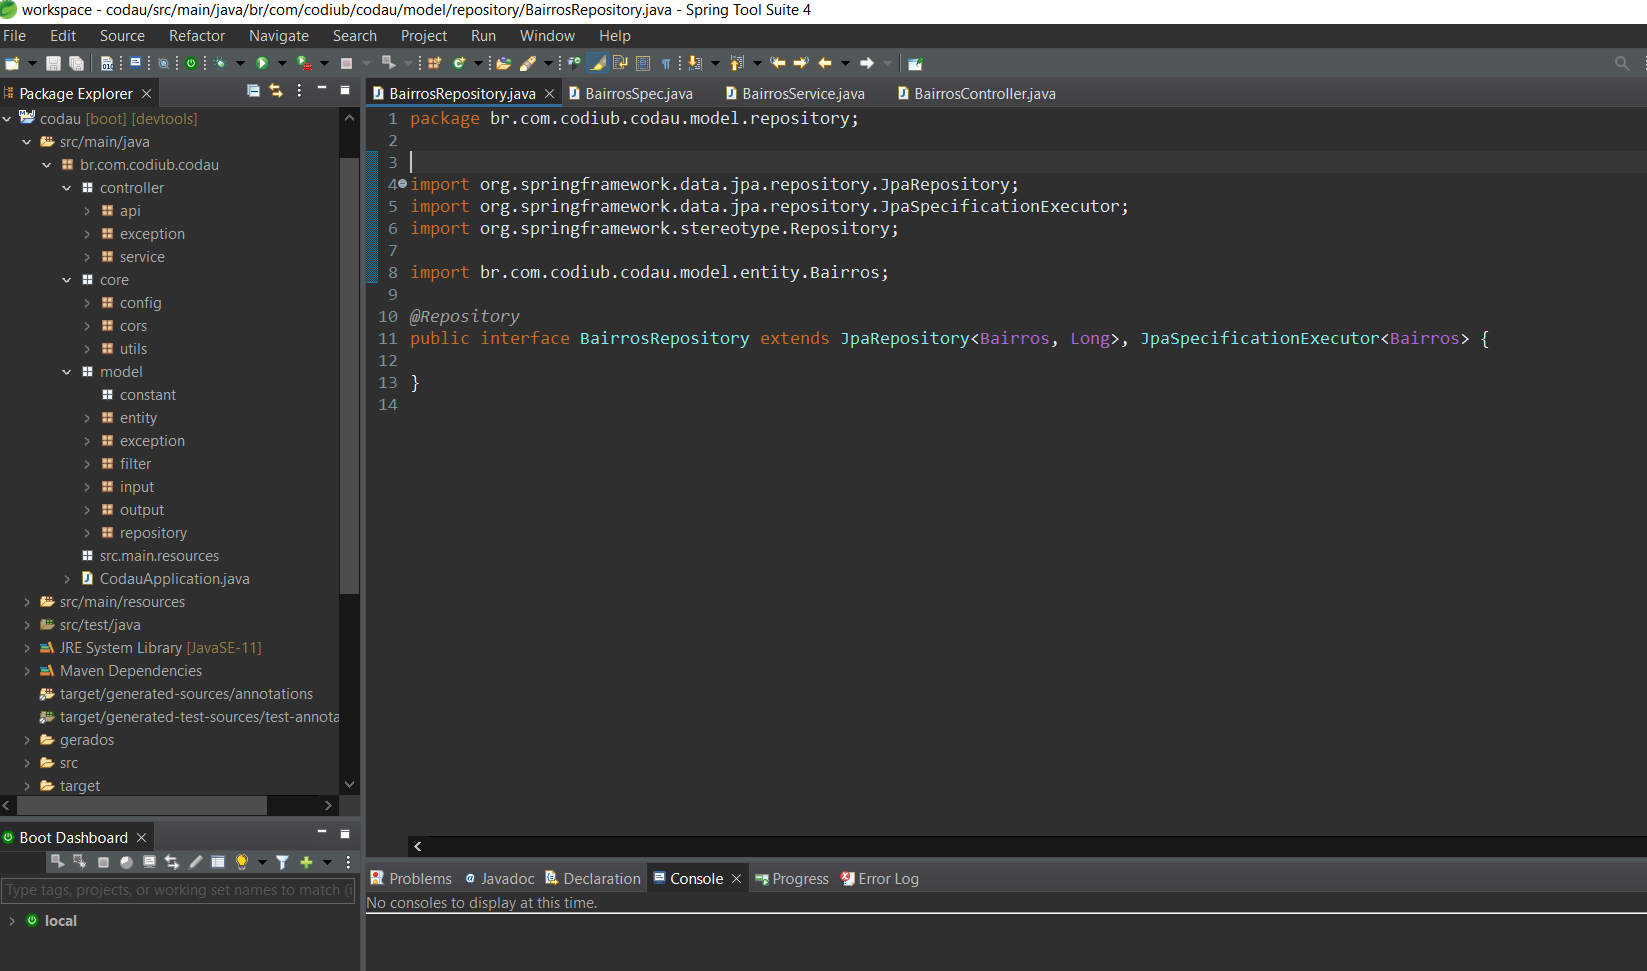 workspace - codau/src/main/java/br/com/codiub/codau/model/repository/BairrosRepository.java - Spring Tool Suite 4
File Edit Source Refactor Navigate Search Project Run Window Help
Package Explorer
codau [boot] [devtools]
src/main/java
br.com.codiub.codau
controller
api
exception
service
core
config
cors
utils
model
constant
entity
exception
filter
input
output
repository
src.main.resources
CodauApplication.java
src/main/resources
src/test/java
JRE System Library [JavaSE-11]
Maven Dependencies
target/generated-sources/annotations
target/generated-test-sources/test-annota
gerados
src
target
Boot Dashboard
Type tags, projects, or working set names to match (i
local
BairrosRepository.java BairrosSpec.java BairrosService.java BairrosController.java
1 package br.com.codiub.codau.model.repository;
2
3
4 import org.springframework.data.jpa.repository.JpaRepository;
5 import org.springframework.data.jpa.repository.JpaSpecificationExecutor;
6 import org.springframework.stereotype.Repository;
7
8 import br.com.codiub.codau.model.entity.Bairros;
9
10 @Repository
11 public interface BairrosRepository extends JpaRepository<Bairros, Long>, JpaSpecificationExecutor<Bairros> {
12
13 }
14
Problems Javadoc Declaration Console Progress Error Log
No consoles to display at this time.